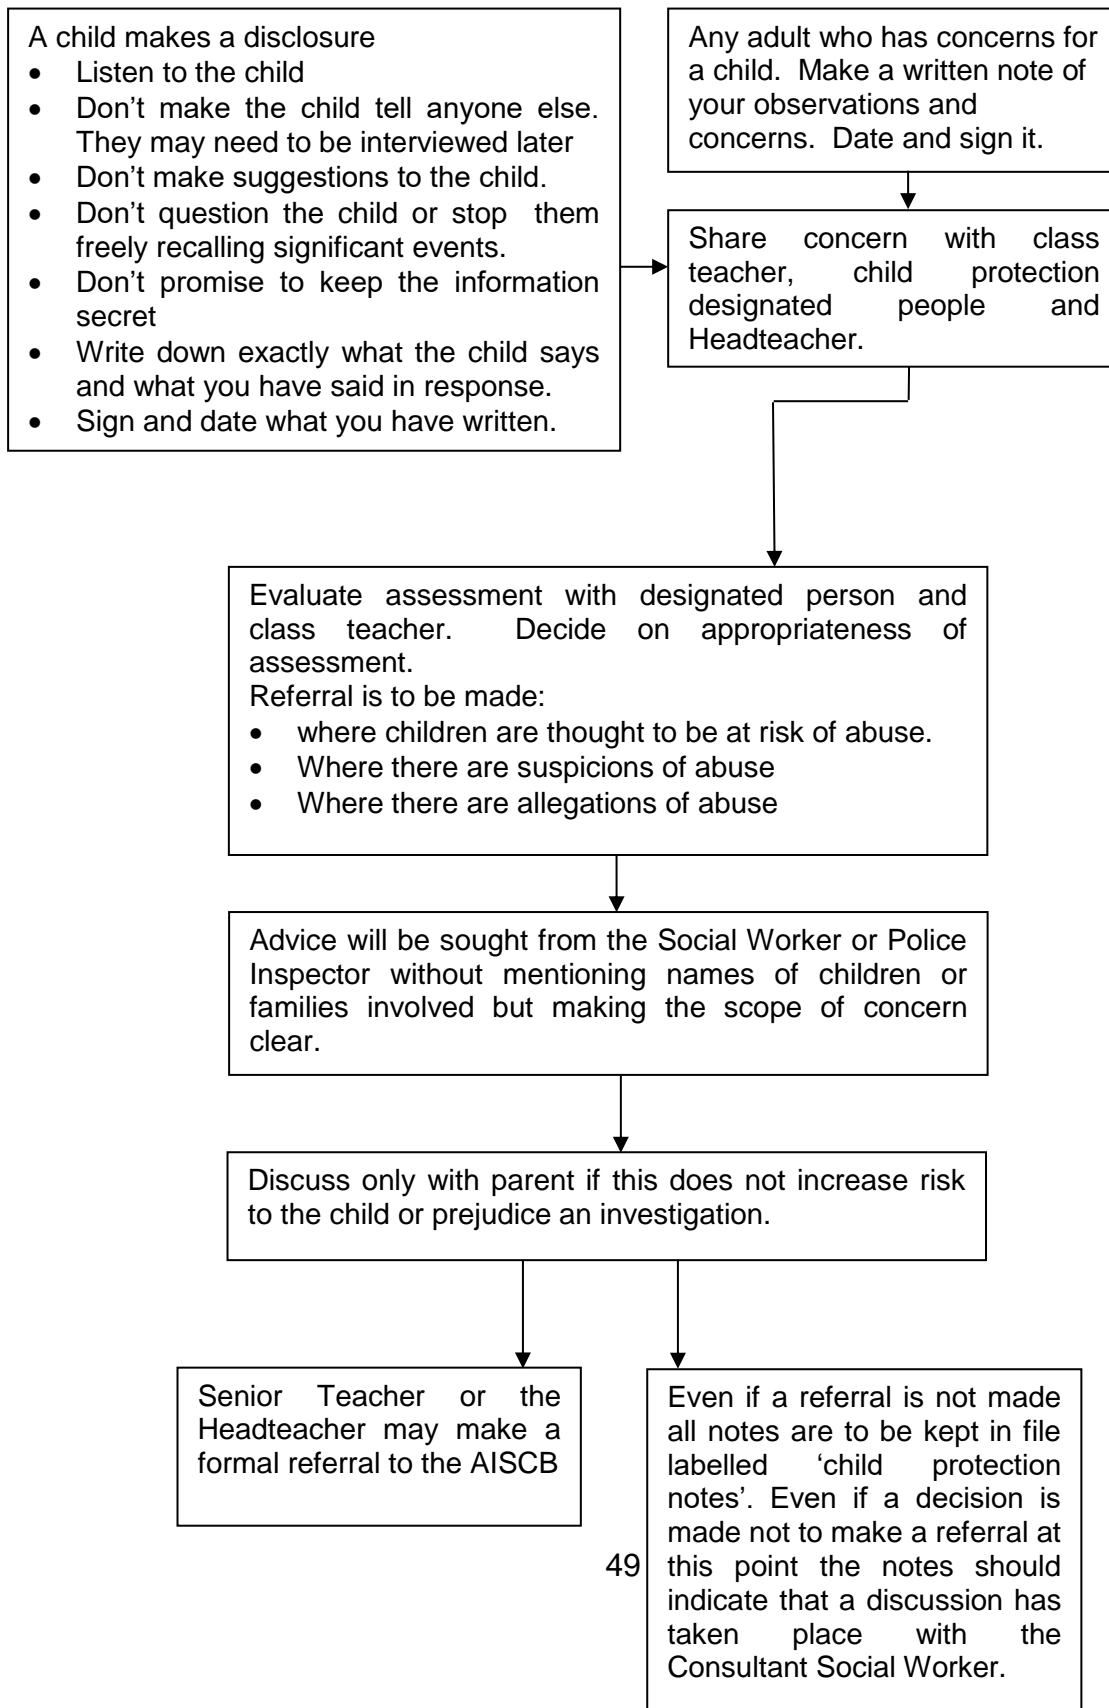 A child makes a disclosure
• Listen to the child
• Don’t make the child tell anyone else.
They may need to be interviewed later
• Don’t make suggestions to the child.
• Don’t question the child or stop them
freely recalling significant events.
• Don’t promise to keep the information
secret
• Write down exactly what the child says
and what you have said in response.
• Sign and date what you have written.
Any adult who has concerns for
a child. Make a written note of
your observations and
concerns. Date and sign it.
Share concern with class
teacher, child protection
designated people and
Headteacher.
Evaluate assessment with designated person and
class teacher. Decide on appropriateness of
assessment.
Referral is to be made:
• where children are thought to be at risk of abuse.
• Where there are suspicions of abuse
• Where there are allegations of abuse
Advice will be sought from the Social Worker or Police
Inspector without mentioning names of children or
families involved but making the scope of concern
clear.
Discuss only with parent if this does not increase risk
to the child or prejudice an investigation.
Senior Teacher or the
Headteacher may make a
formal referral to the AISCB
Even if a referral is not made
all notes are to be kept in file
labelled ‘child protection
notes’. Even if a decision is
made not to make a referral at
this point the notes should
indicate that a discussion has
taken place with the
Consultant Social Worker.
49